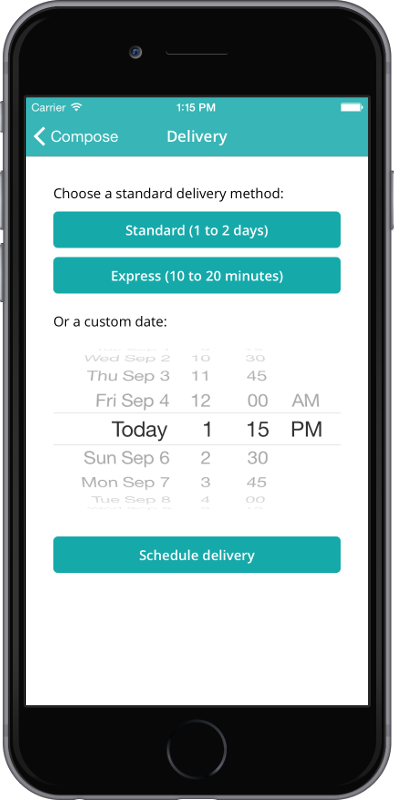 Carrier 1:15 PM
Compose Delivery
Choose a standard delivery method:
Standard (1 to 2 days)
Express (10 to 20 minutes)
Or a custom date:
Wed Sep 2 10 30
Thu Sep 3 11 45
Fri Sep 4 12 00 AM
Today 1 15 PM
Sun Sep 6 2 30
Mon Sep 7 3 45
Tue Sep 8 4 00
Schedule delivery